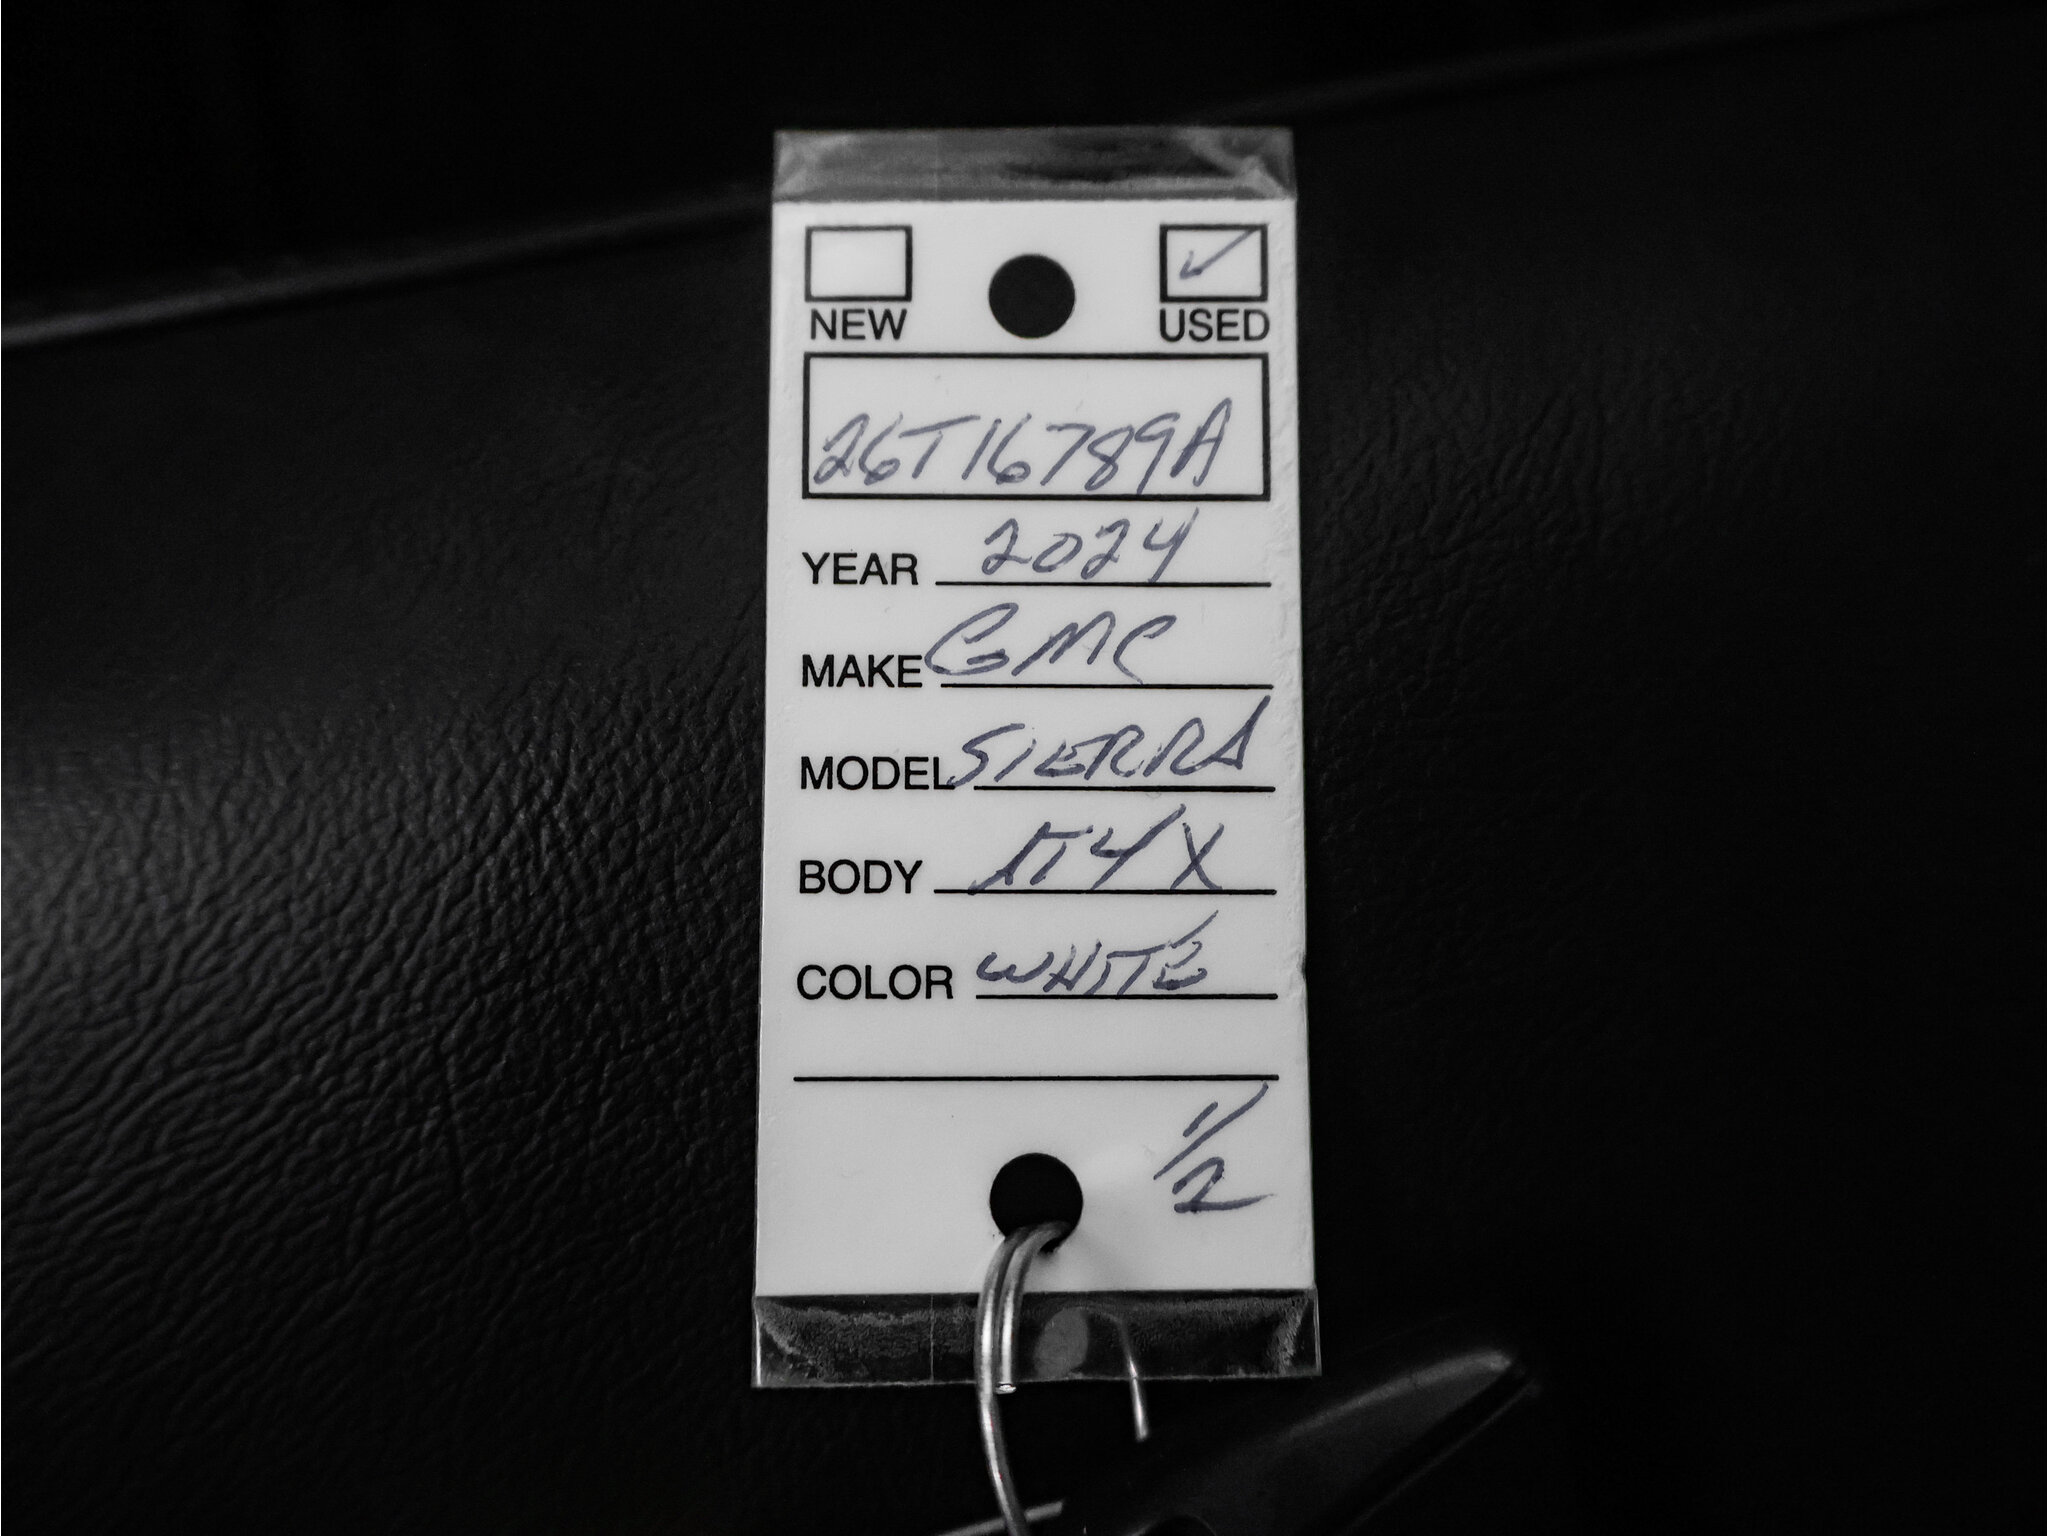 NEW USED
26T16789A
YEAR 2024
MAKE GMC
MODEL SIERRA
BODY AT4X
COLOR WHITE
1/2